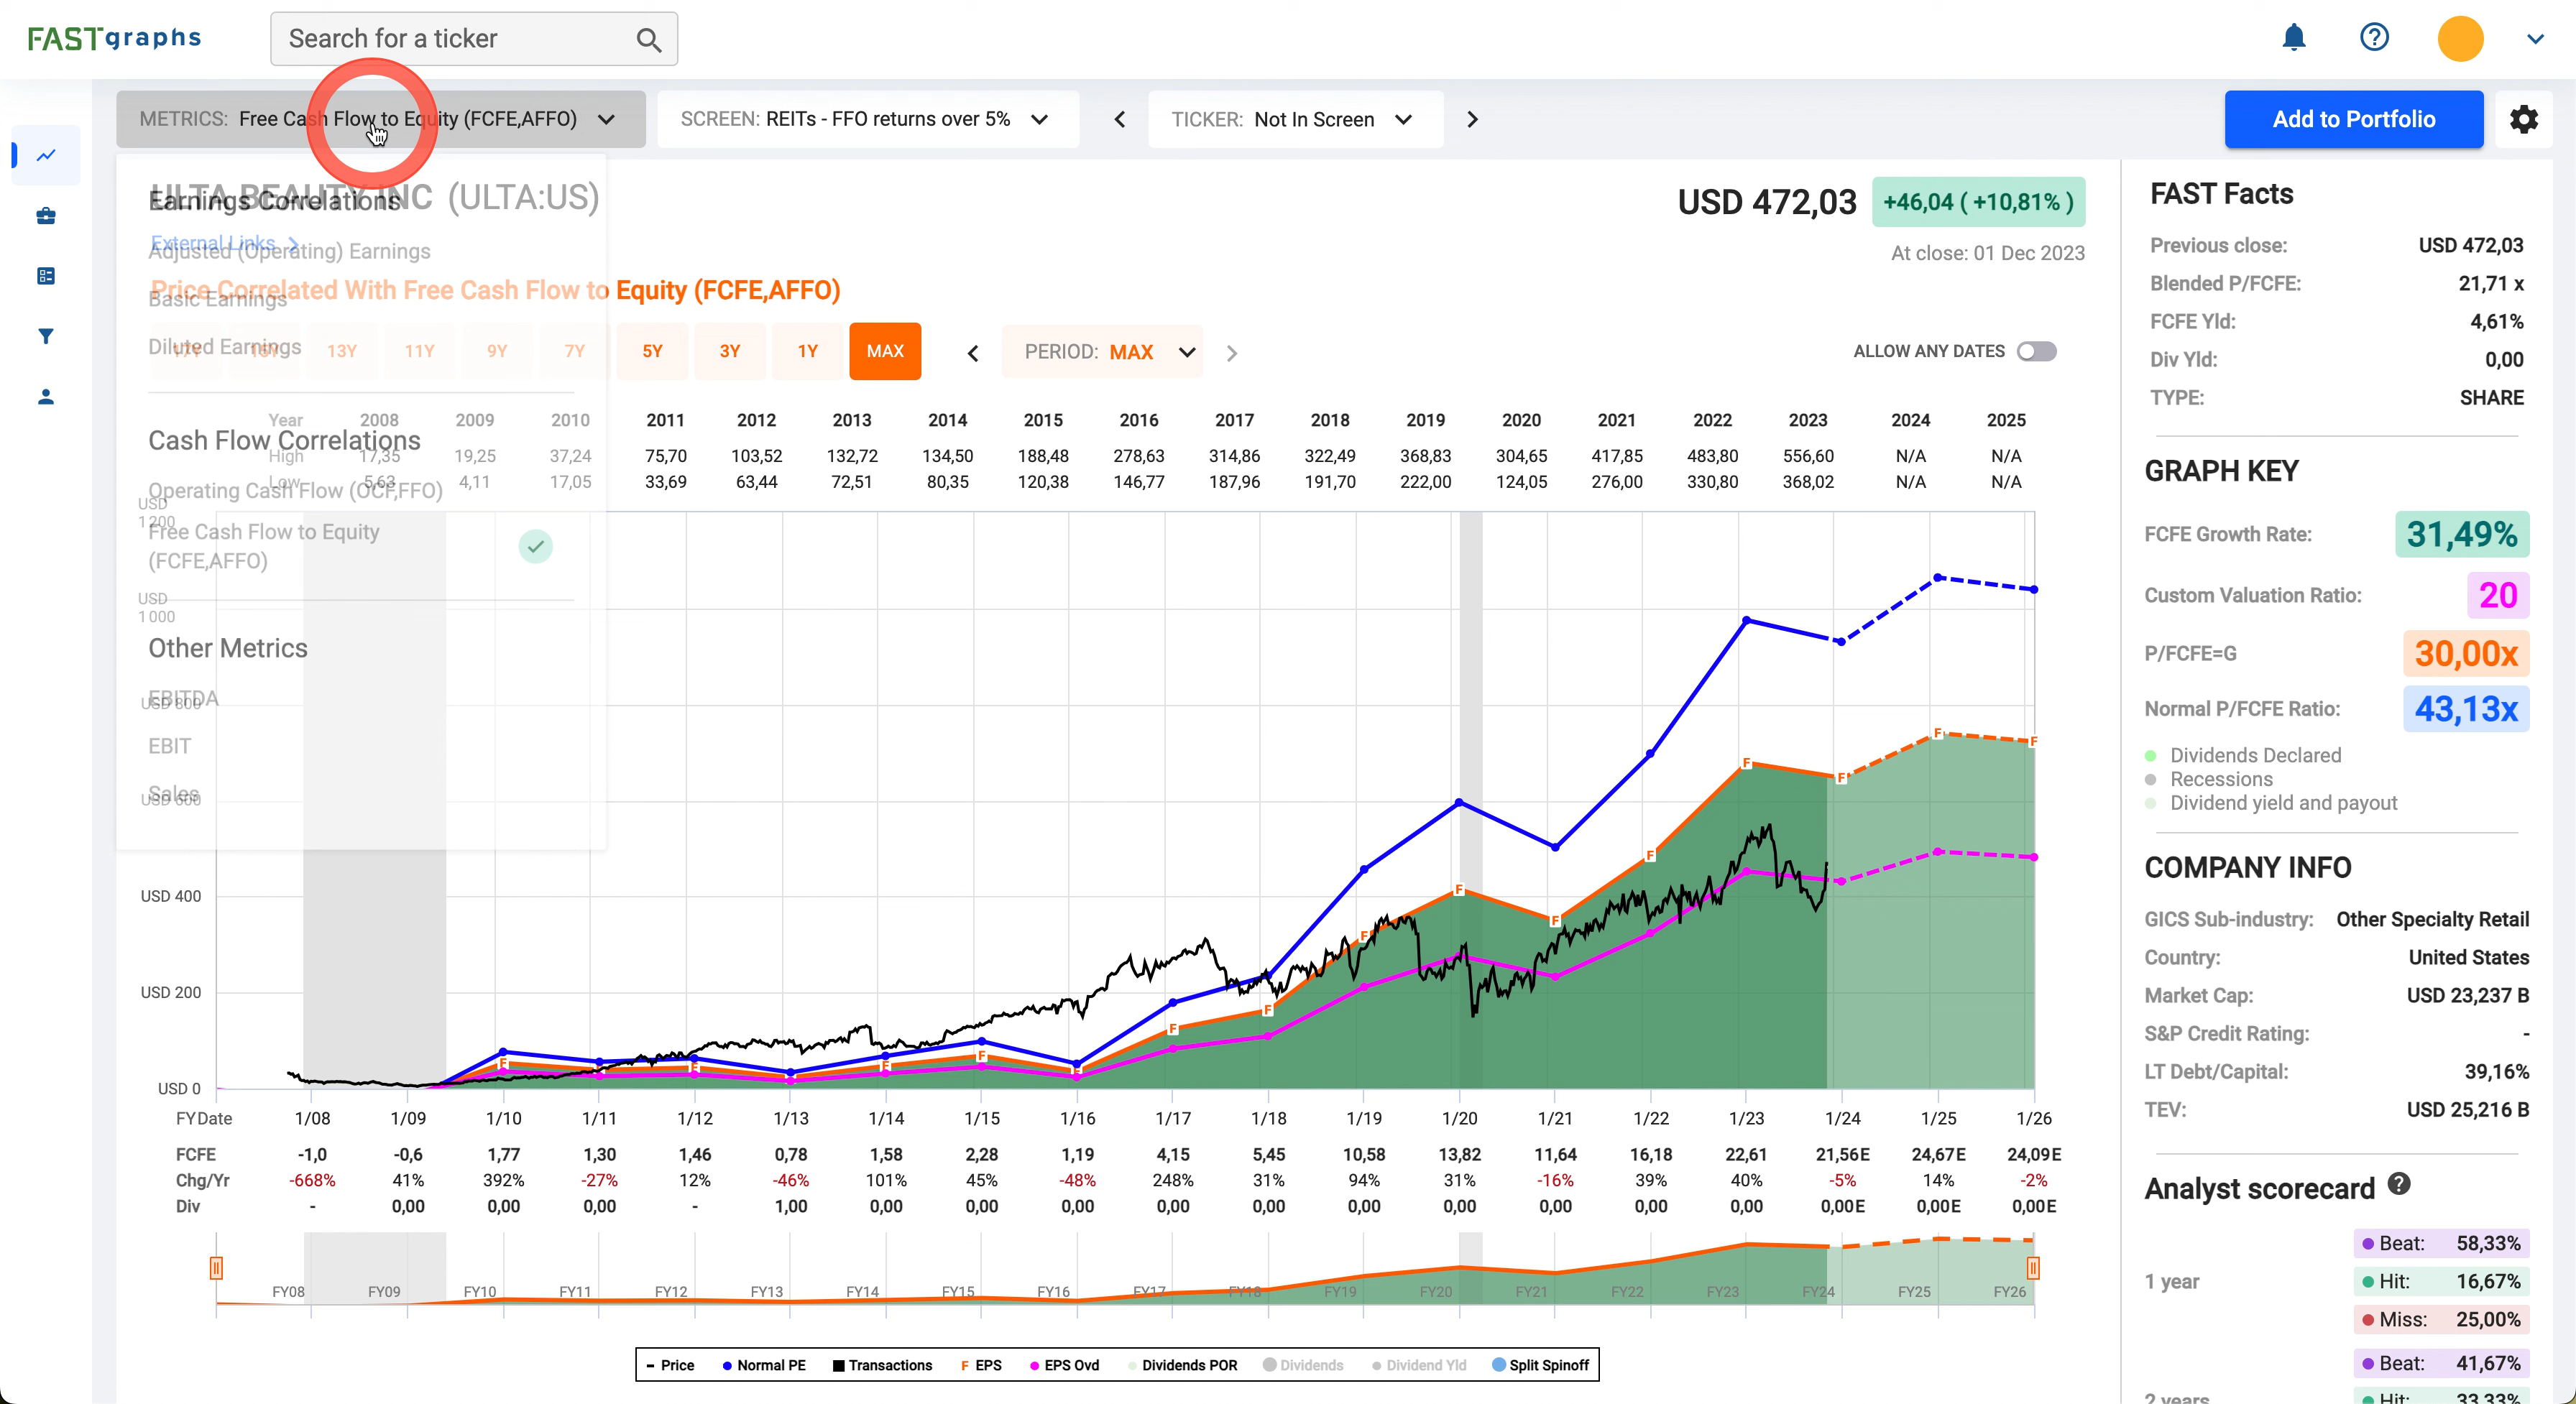 FASTgraphs
Search for a ticker
METRICS: Free Cash Flow to Equity (FCFE,AFFO)
SCREEN: REITs - FFO returns over 5%
TICKER: Not In Screen
Add to Portfolio
ULTA BEAUTY INC (ULTA:US)
Earnings Correlations
External Links >
Adjusted (Operating) Earnings
Price Correlated With Free Cash Flow to Equity (FCFE,AFFO)
Basic Earnings
Diluted Earnings
13Y 11Y 9Y 7Y 5Y 3Y 1Y MAX
PERIOD: MAX
ALLOW ANY DATES
USD 472,03
+46,04 ( +10,81% )
At close: 01 Dec 2023
Year 2008 2009 2010 2011 2012 2013 2014 2015 2016 2017 2018 2019 2020 2021 2022 2023 2024 2025
Cash Flow Correlations
High 17,35 19,25 37,24 75,70 103,52 132,72 134,50 188,48 278,63 314,86 322,49 368,83 304,65 417,85 483,80 556,60 N/A N/A
Low 5,63 4,11 17,05 33,69 63,44 72,51 80,35 120,38 146,77 187,96 191,70 222,00 124,05 276,00 330,80 368,02 N/A N/A
Operating Cash Flow (OCF,FFO)
USD
1 200
Free Cash Flow to Equity
(FCFE,AFFO)
USD
1 000
Other Metrics
EBITDA
USD 800
EBIT
Sales
USD 600
USD 400
USD 200
USD 0
F F F F F F F F F F F F F F F F F
FYDate 1/08 1/09 1/10 1/11 1/12 1/13 1/14 1/15 1/16 1/17 1/18 1/19 1/20 1/21 1/22 1/23 1/24 1/25 1/26
FCFE -1,0 -0,6 1,77 1,30 1,46 0,78 1,58 2,28 1,19 4,15 5,45 10,58 13,82 11,64 16,18 22,61 21,56E 24,67E 24,09E
Chg/Yr -668% 41% 392% -27% 12% -46% 101% 45% -48% 248% 31% 94% 31% -16% 39% 40% -5% 14% -2%
Div - 0,00 0,00 0,00 - 1,00 0,00 0,00 0,00 0,00 0,00 0,00 0,00 0,00 0,00 0,00 0,00E 0,00E 0,00E
FY08 FY09 FY10 FY11 FY12 FY13 FY14 FY15 FY16 FY17 FY18 FY19 FY20 FY21 FY22 FY23 FY24 FY25 FY26
Price Normal PE Transactions F EPS EPS Ovd Dividends POR Dividends Dividend Yld Split Spinoff
FAST Facts
Previous close: USD 472,03
Blended P/FCFE: 21,71 x
FCFE Yld: 4,61%
Div Yld: 0,00
TYPE: SHARE
GRAPH KEY
FCFE Growth Rate: 31,49%
Custom Valuation Ratio: 20
P/FCFE=G 30,00x
Normal P/FCFE Ratio: 43,13x
Dividends Declared
Recessions
Dividend yield and payout
COMPANY INFO
GICS Sub-industry: Other Specialty Retail
Country: United States
Market Cap: USD 23,237 B
S&P Credit Rating: -
LT Debt/Capital: 39,16%
TEV: USD 25,216 B
Analyst scorecard ?
Beat: 58,33%
1 year Hit: 16,67%
Miss: 25,00%
Beat: 41,67%
2 years Hit: 33,33%